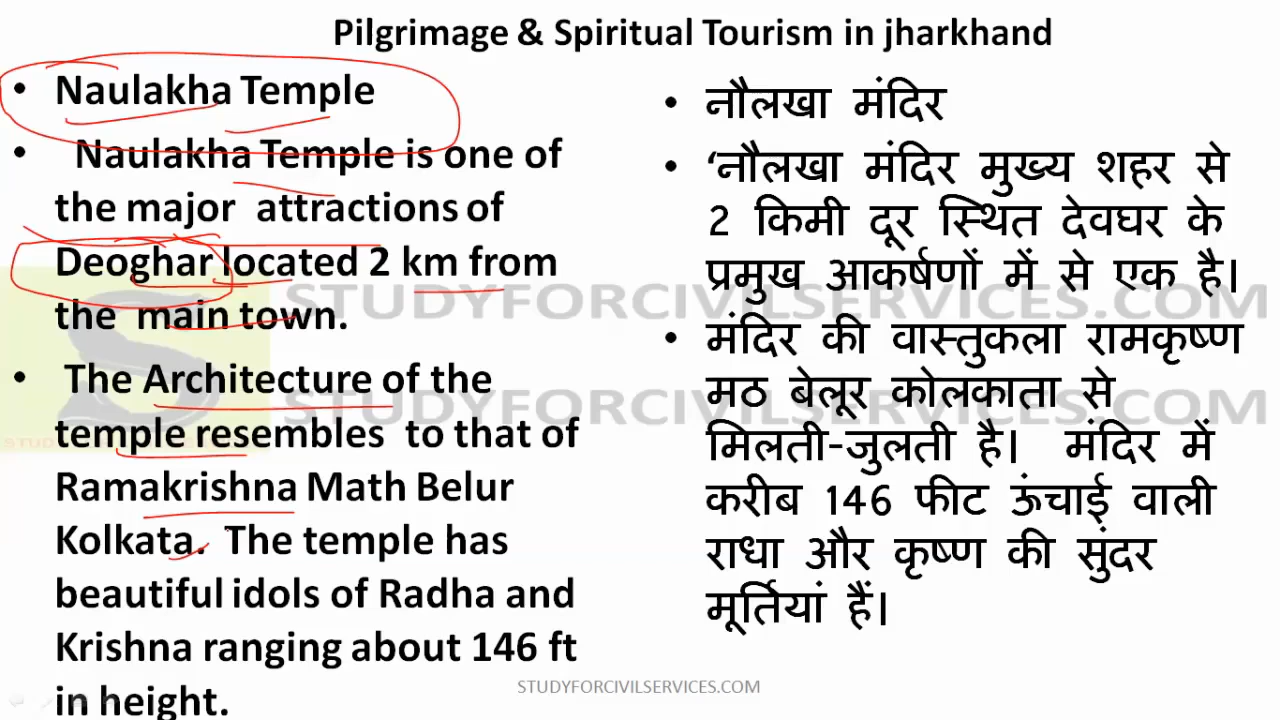 Pilgrimage & Spiritual Tourism in jharkhand
• Naulakha Temple
• Naulakha Temple is one of
the major attractions of
Deoghar located 2 km from
the main town.
• The Architecture of the
temple resembles to that of
Ramakrishna Math Belur
Kolkata. The temple has
beautiful idols of Radha and
Krishna ranging about 146 ft
in height.
• नौलखा मंदिर
• ‘नौलखा मंदिर मुख्य शहर से
2 किमी दूर स्थित देवघर के
प्रमुख आकर्षणों में से एक है।
• मंदिर की वास्तुकला रामकृष्ण
मठ बेलूर कोलकाता से
मिलती-जुलती है। मंदिर में
करीब 146 फीट ऊंचाई वाली
राधा और कृष्ण की सुंदर
मूर्तियां हैं।
STUDYFORCIVILSERVICES.COM
STUDYFORCIVILSERVICES.COM
STUDYFORCIVILSERVICES.COM